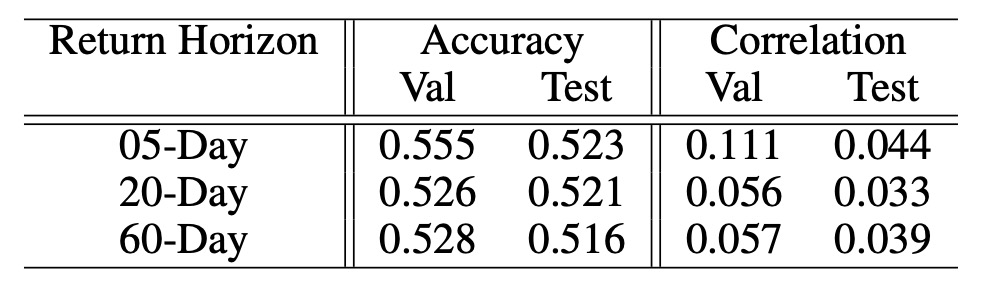 Return Horizon Accuracy Correlation
Val Test Val Test
05-Day 0.555 0.523 0.111 0.044
20-Day 0.526 0.521 0.056 0.033
60-Day 0.528 0.516 0.057 0.039